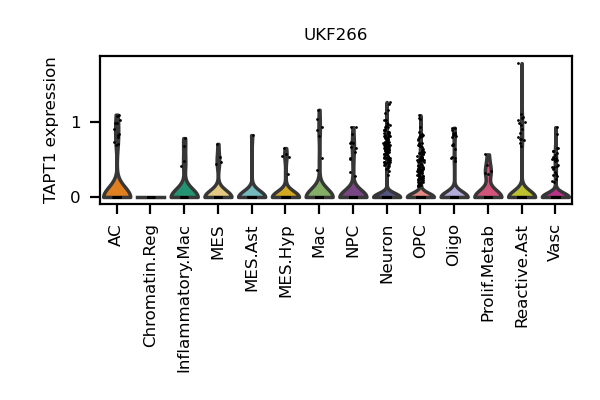 UKF266
TAPT1 expression
1
0
AC
Chromatin.Reg
Inflammatory.Mac
MES
MES.Ast
MES.Hyp
Mac
NPC
Neuron
OPC
Oligo
Prolif.Metab
Reactive.Ast
Vasc